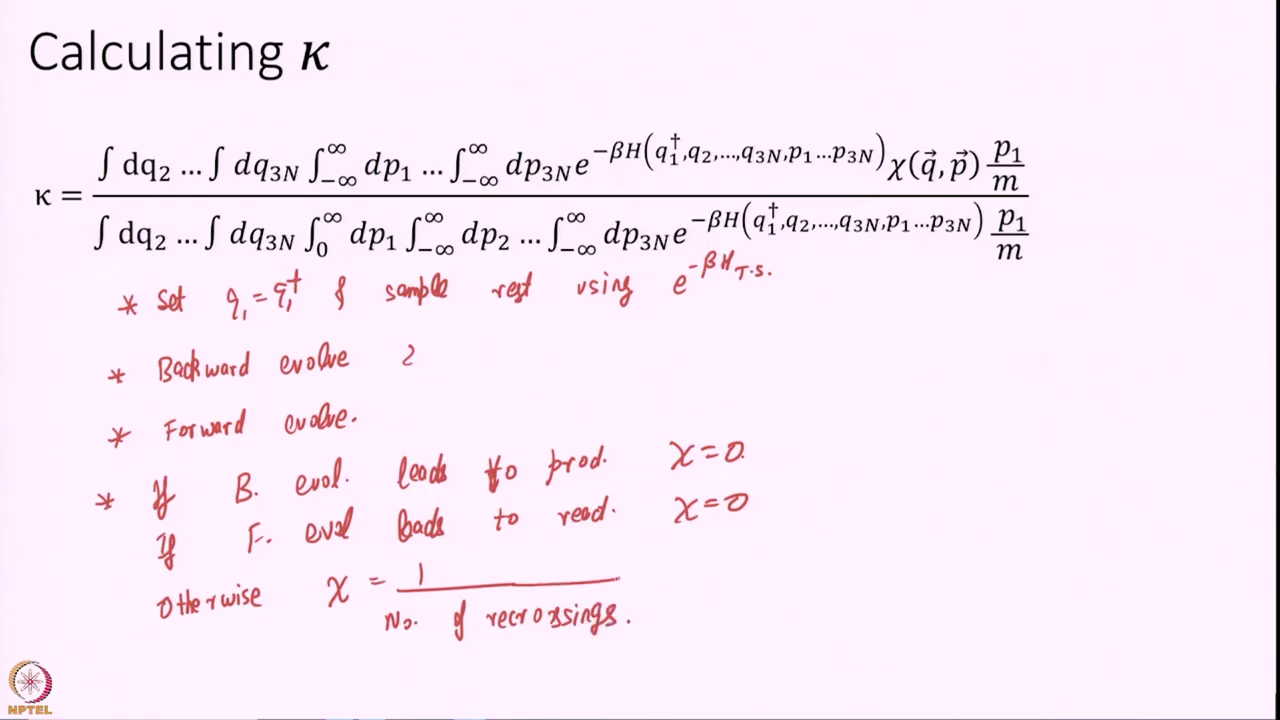 Calculating κ
κ = ∫ dq₂ ... ∫ dq₃N ∫₋∞^∞ dp₁ ... ∫₋∞^∞ dp₃N e^(−βH(q₁†,q₂,...,q₃N,p₁...p₃N)) χ(q⃗,p⃗) p₁/m
∫ dq₂ ... ∫ dq₃N ∫₀^∞ dp₁ ∫₋∞^∞ dp₂ ... ∫₋∞^∞ dp₃N e^(−βH(q₁†,q₂,...,q₃N,p₁...p₃N)) p₁/m
* Set q₁ = q₁† & sample rest using e^(−βH_T.S.)
* Backward evolve 2
* Forward evolve.
* If B. evol. leads to prod. χ = 0.
If F. evol leads to react. χ = 0
Otherwise χ = 1
No. of recrossings.
NPTEL